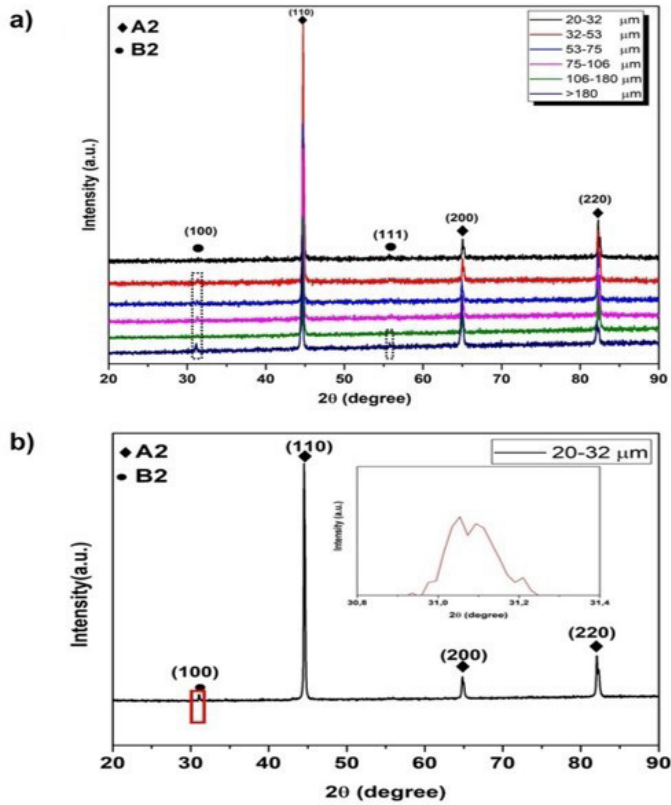 a)
◆ A2
● B2
(110)
(100)
(111)
(200)
(220)
20-32 μm
32-53 μm
53-75 μm
75-106 μm
106-180 μm
>180 μm
Intensity (a.u.)
20 30 40 50 60 70 80 90
2θ (degree)
b)
◆ A2
● B2
(110)
(100)
(200)
(220)
20-32 μm
Intensity (a.u.)
30,8 31,0 31,2 31,4
2θ (degree)
Intensity(a.u.)
20 30 40 50 60 70 80 90
2θ (degree)